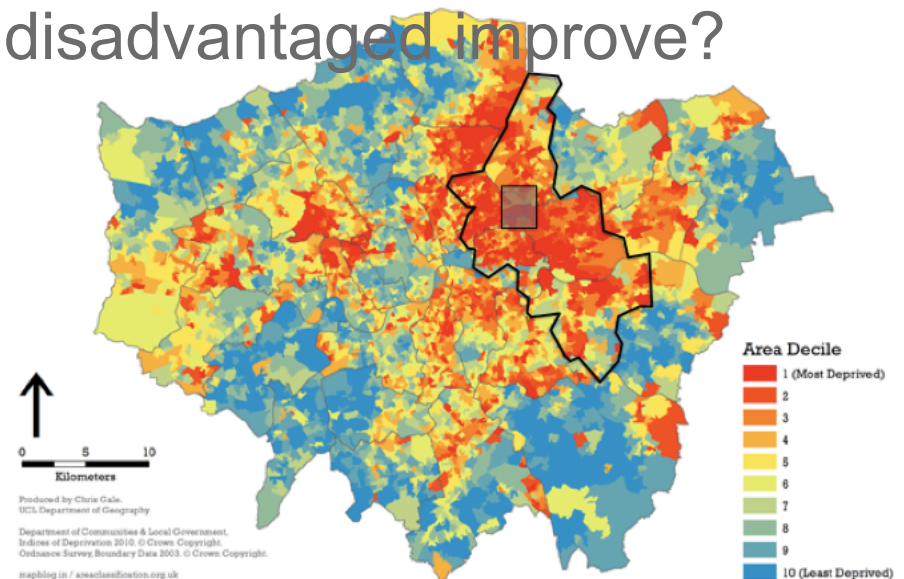 disadvantaged improve?
Area Decile
1 (Most Deprived)
2
3
4
5
6
7
8
9
10 (Least Deprived)
0 5 10
Kilometers
Produced by Chris Gale.
UCL Department of Geography
Department of Communities & Local Government,
Indices of Deprivation 2010. © Crown Copyright.
Ordnance Survey, Boundary Data 2003. © Crown Copyright.
mapblog.in / areaclassification.org.uk